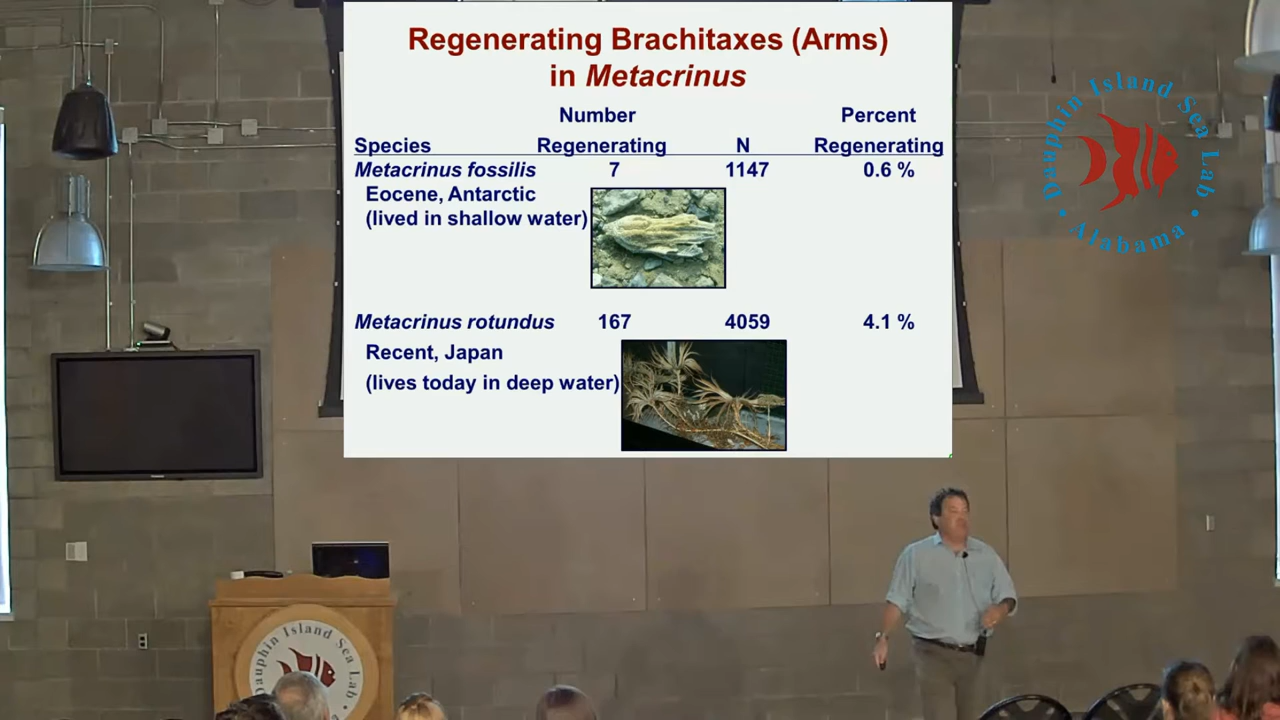 Regenerating Brachitaxes (Arms)
in Metacrinus
Number Percent
Species Regenerating N Regenerating
Metacrinus fossilis 7 1147 0.6 %
Eocene, Antarctic
(lived in shallow water)
Metacrinus rotundus 167 4059 4.1 %
Recent, Japan
(lives today in deep water)
Dauphin Island Sea Lab
• Alabama •
Dauphin Island Sea Lab